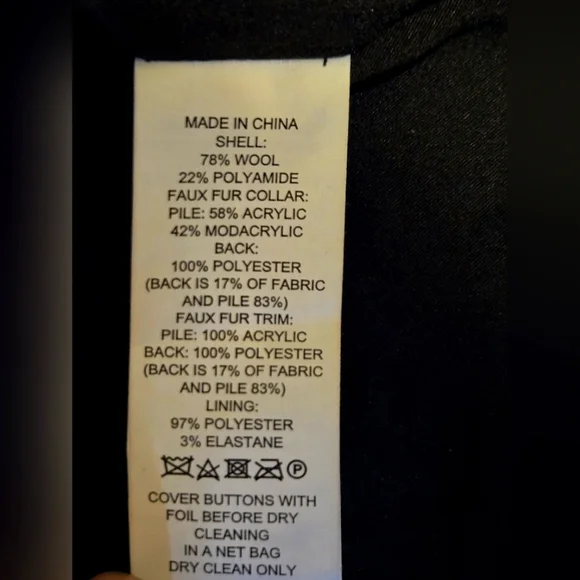 MADE IN CHINA
SHELL:
78% WOOL
22% POLYAMIDE
FAUX FUR COLLAR:
PILE: 58% ACRYLIC
42% MODACRYLIC
BACK:
100% POLYESTER
(BACK IS 17% OF FABRIC
AND PILE 83%)
FAUX FUR TRIM:
PILE: 100% ACRYLIC
BACK: 100% POLYESTER
(BACK IS 17% OF FABRIC
AND PILE 83%)
LINING:
97% POLYESTER
3% ELASTANE
P
COVER BUTTONS WITH
FOIL BEFORE DRY
CLEANING
IN A NET BAG
DRY CLEAN ONLY